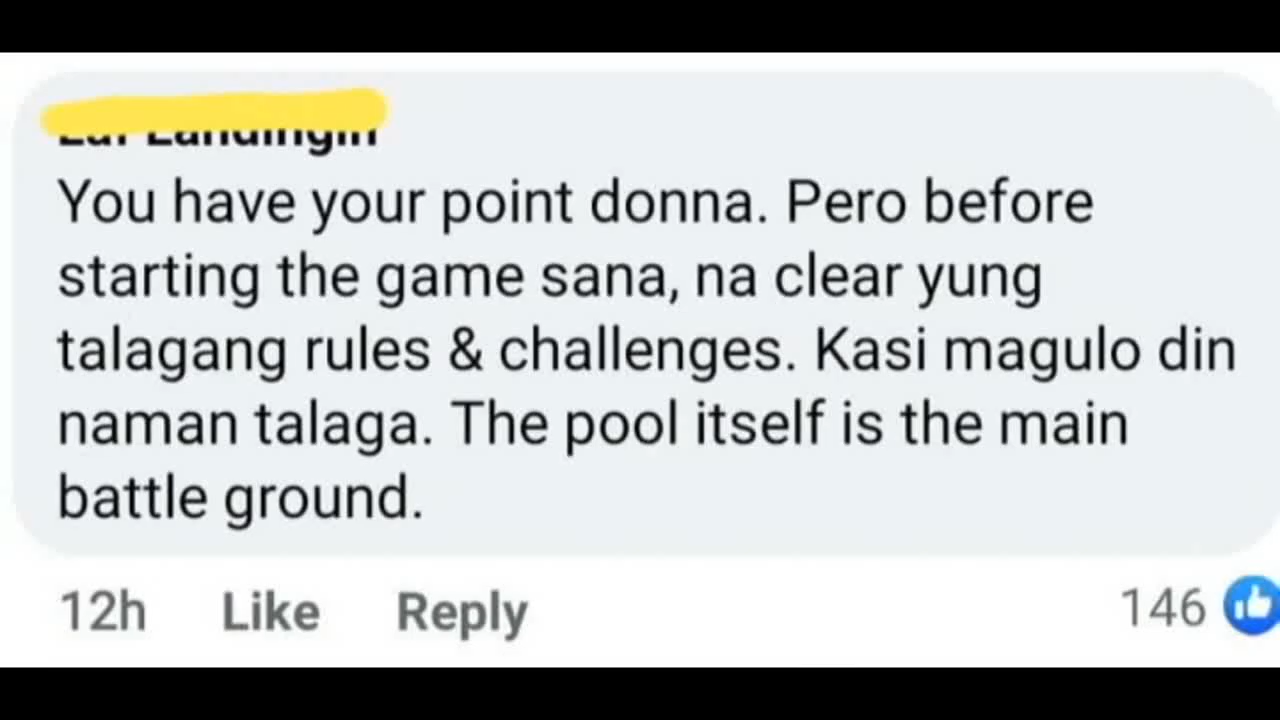 You have your point donna. Pero before
starting the game sana, na clear yung
talagang rules & challenges. Kasi magulo din
naman talaga. The pool itself is the main
battle ground.
12h Like Reply 146